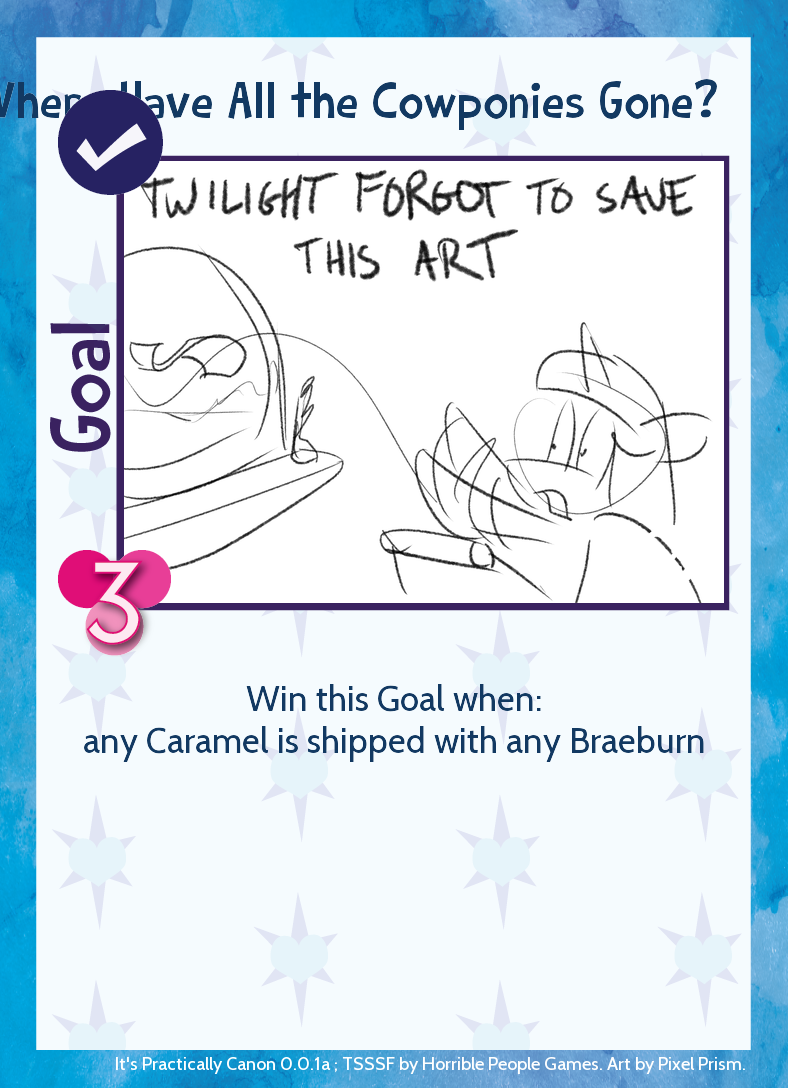 Where Have All the Cowponies Gone?
TWILIGHT FORGOT TO SAVE
THIS ART
Goal
3
Win this Goal when:
any Caramel is shipped with any Braeburn
It's Practically Canon 0.0.1a ; TSSSF by Horrible People Games. Art by Pixel Prism.